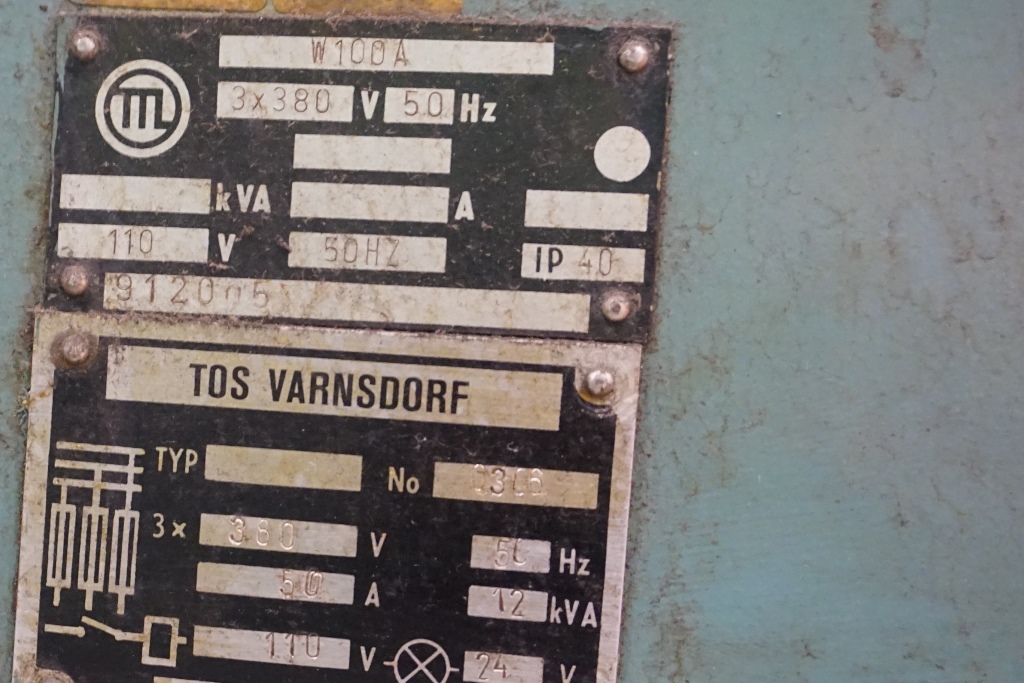 W100A
3x380 V 50 Hz
kVA A
110 V 50HZ IP 40
TOS VARNSDORF
TYP No
3x 380 V 50 Hz
50 A 12 kVA
110 V 24 V